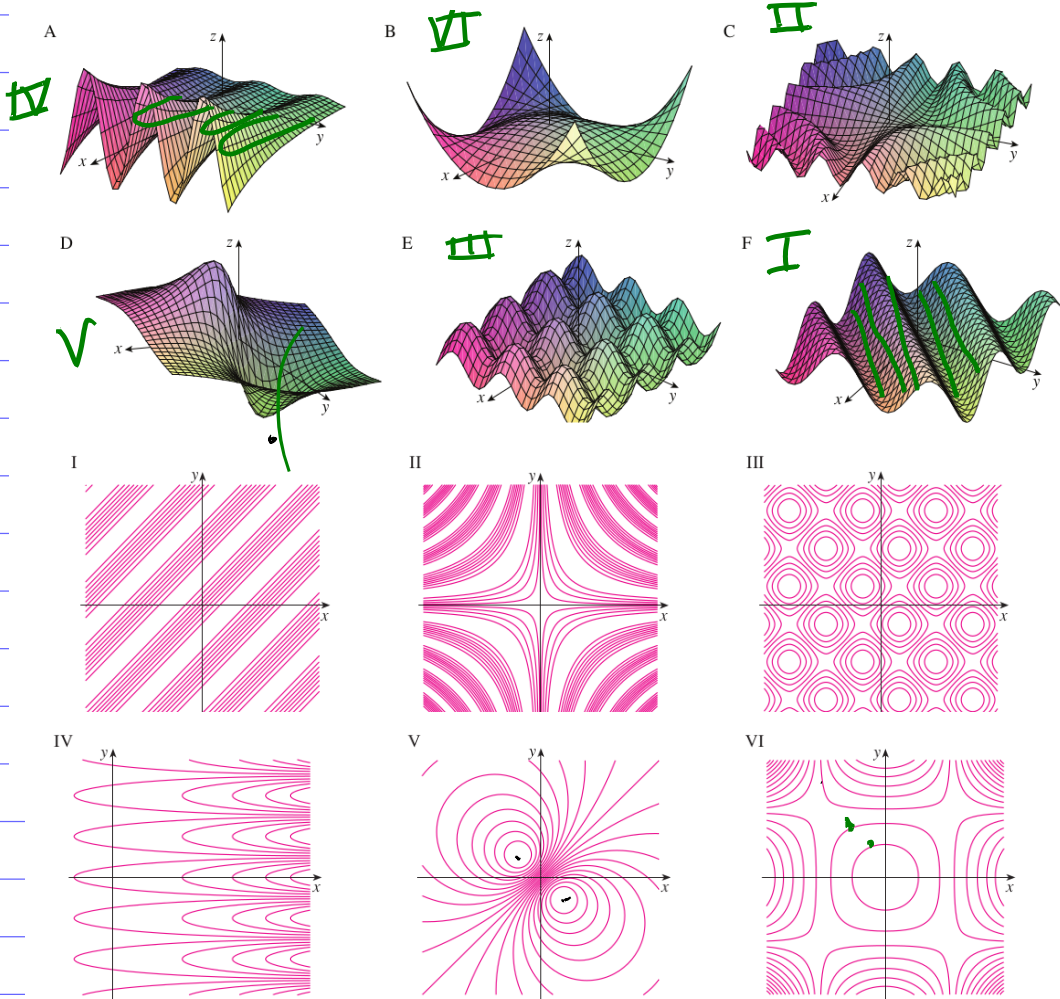 A B VI C II
z z z
IV
y
x x y y
x
D E III F I
z z z
V
x
y x y x y
I II III
y y y
x x x
IV V VI
y y y
x x x